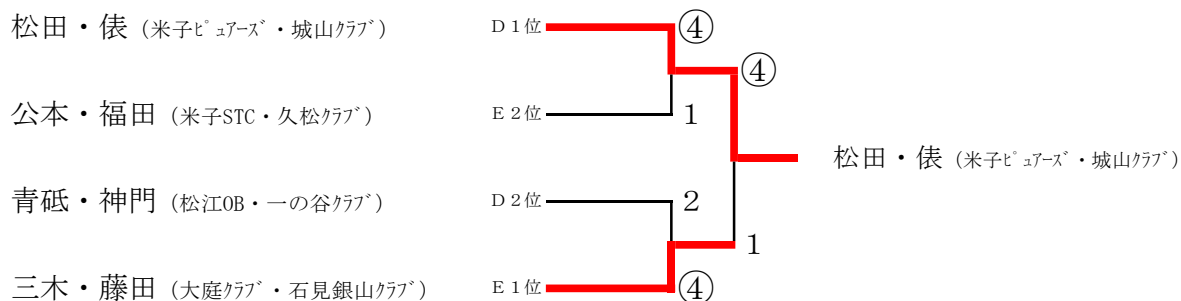 松田・俵（米子ﾋﾟｭｱｰｽﾞ・城山ｸﾗﾌﾞ） Ｄ１位 ④
④
公本・福田（米子STC・久松ｸﾗﾌﾞ） Ｅ２位 1
松田・俵（米子ﾋﾟｭｱｰｽﾞ・城山ｸﾗﾌﾞ）
青砥・神門（松江OB・一の谷ｸﾗﾌﾞ） Ｄ２位 2
1
三木・藤田（大庭ｸﾗﾌﾞ・石見銀山ｸﾗﾌﾞ） Ｅ１位 ④